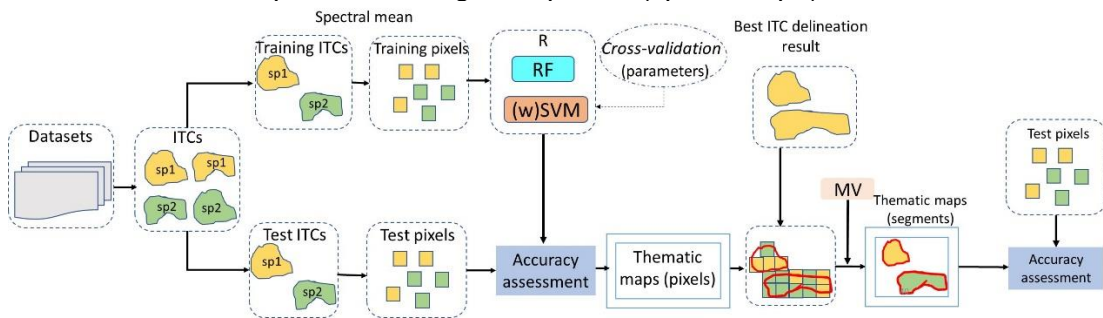 Spectral mean
Training ITCs
Training pixels
sp1
sp2
R
RF
(w)SVM
Cross-validation
(parameters)
Best ITC delineation
result
Datasets
ITCs
sp1
sp1
sp2
sp2
Test ITCs
sp1
sp2
Test pixels
Accuracy
assessment
Thematic
maps (pixels)
MV
Thematic maps
(segments)
Test pixels
Accuracy
assessment